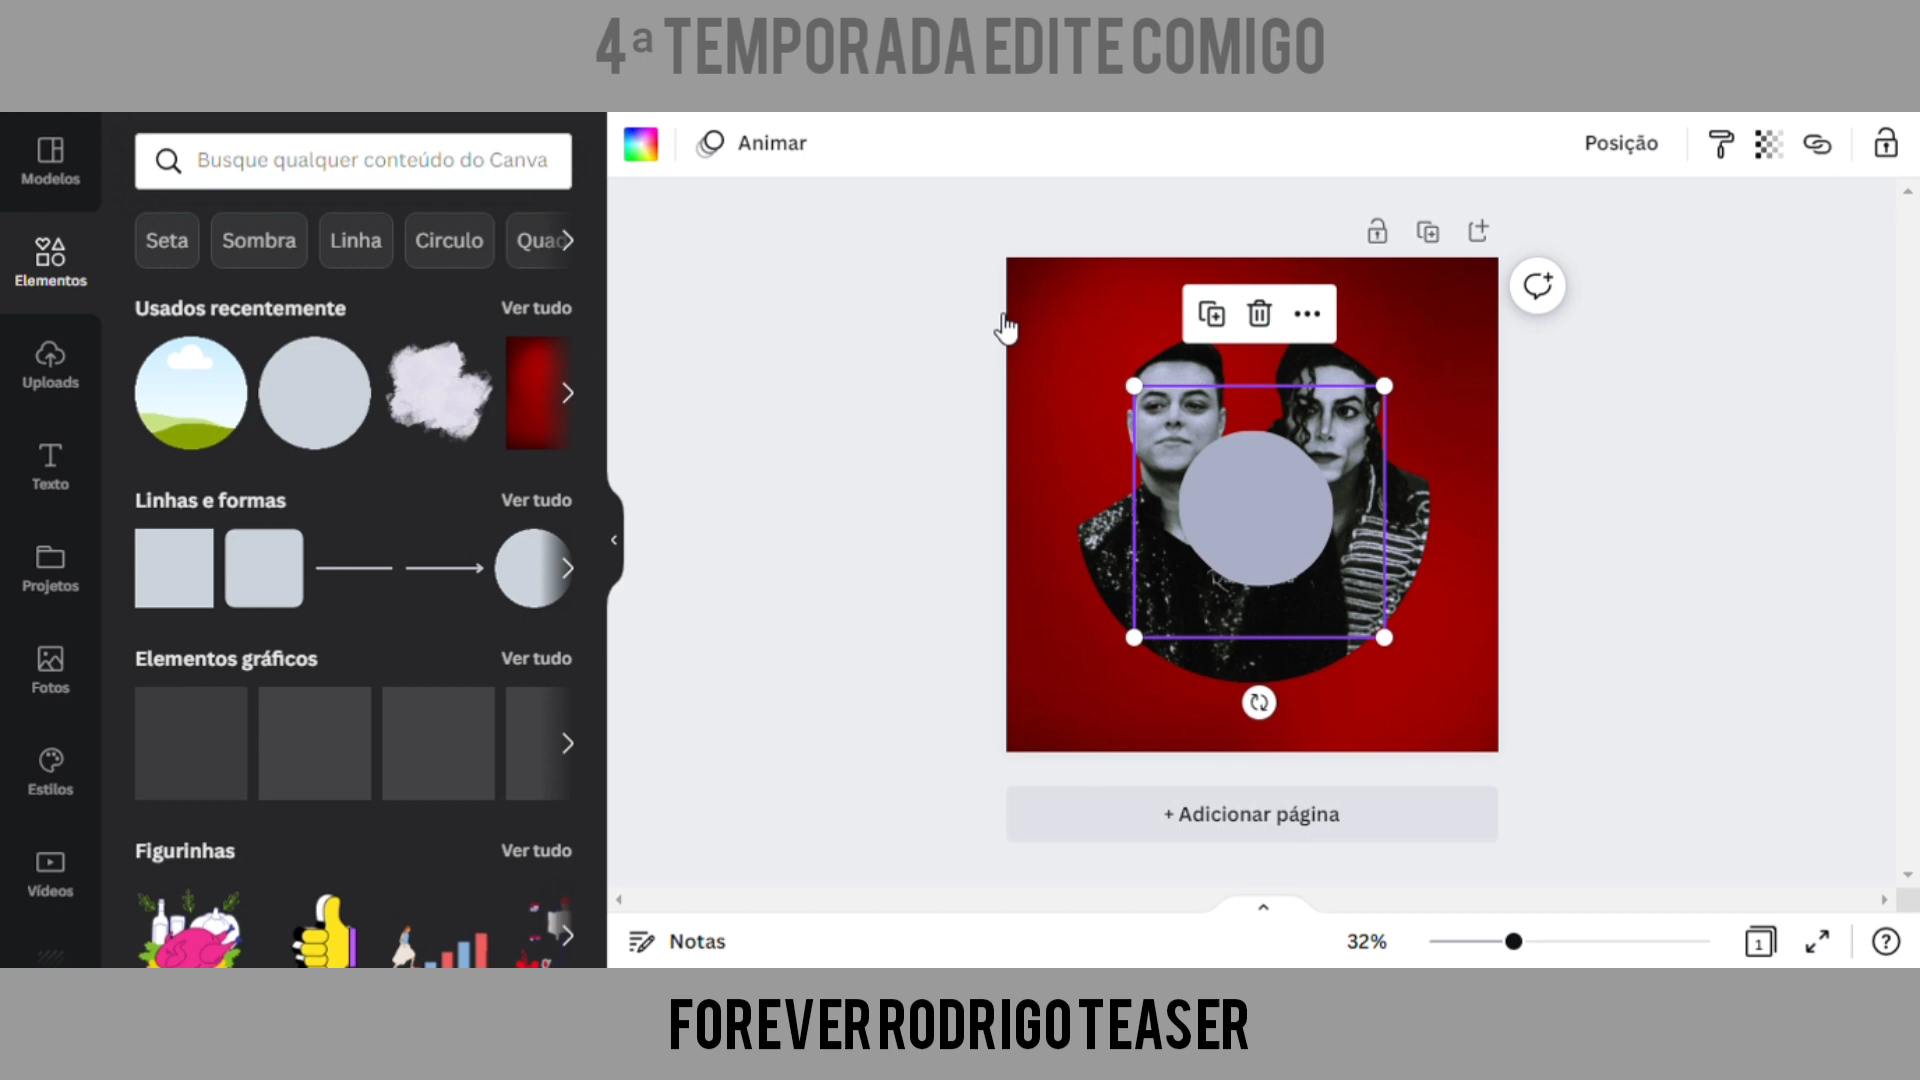 4ª TEMPORADA EDITE COMIGO
Modelos
Elementos
Uploads
Texto
Projetos
Fotos
Estilos
Vídeos
Busque qualquer conteúdo do Canva
Seta
Sombra
Linha
Circulo
Quad
Usados recentemente
Ver tudo
Linhas e formas
Ver tudo
Elementos gráficos
Ver tudo
Figurinhas
Ver tudo
Animar
Posição
+ Adicionar página
Notas
32%
1
FOREVER RODRIGO TEASER